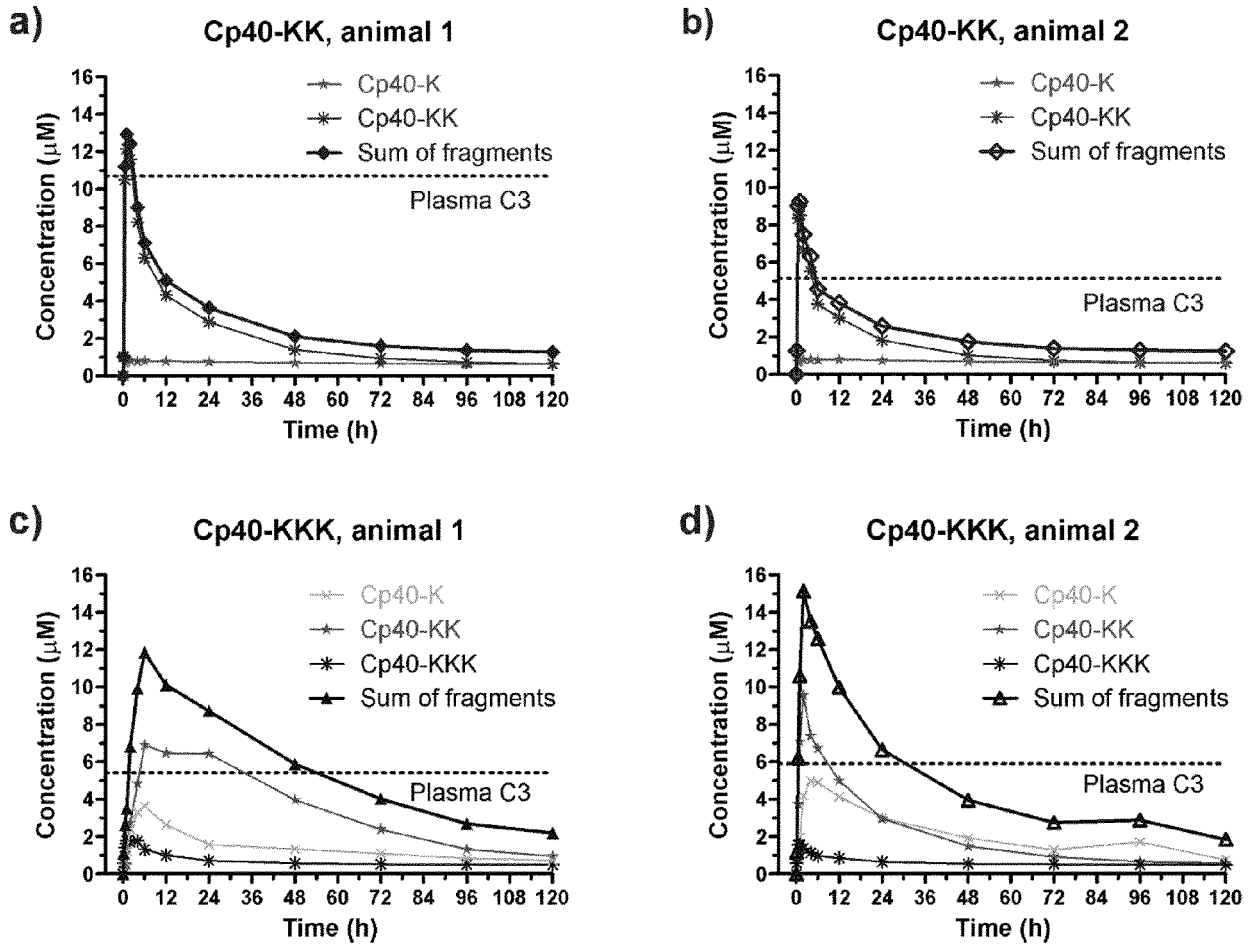 a)
Cp40-KK, animal 1
Concentration (μM)
16
14
12
10
8
6
4
2
0
Cp40-K
Cp40-KK
Sum of fragments
Plasma C3
0 12 24 36 48 60 72 84 96 108 120
Time (h)
b)
Cp40-KK, animal 2
Concentration (μM)
16
14
12
10
8
6
4
2
0
Cp40-K
Cp40-KK
Sum of fragments
Plasma C3
0 12 24 36 48 60 72 84 96 108 120
Time (h)
c)
Cp40-KKK, animal 1
Concentration (μM)
16
14
12
10
8
6
4
2
0
Cp40-K
Cp40-KK
Cp40-KKK
Sum of fragments
Plasma C3
0 12 24 36 48 60 72 84 96 108 120
Time (h)
d)
Cp40-KKK, animal 2
Concentration (μM)
16
14
12
10
8
6
4
2
0
Cp40-K
Cp40-KK
Cp40-KKK
Sum of fragments
Plasma C3
0 12 24 36 48 60 72 84 96 108 120
Time (h)